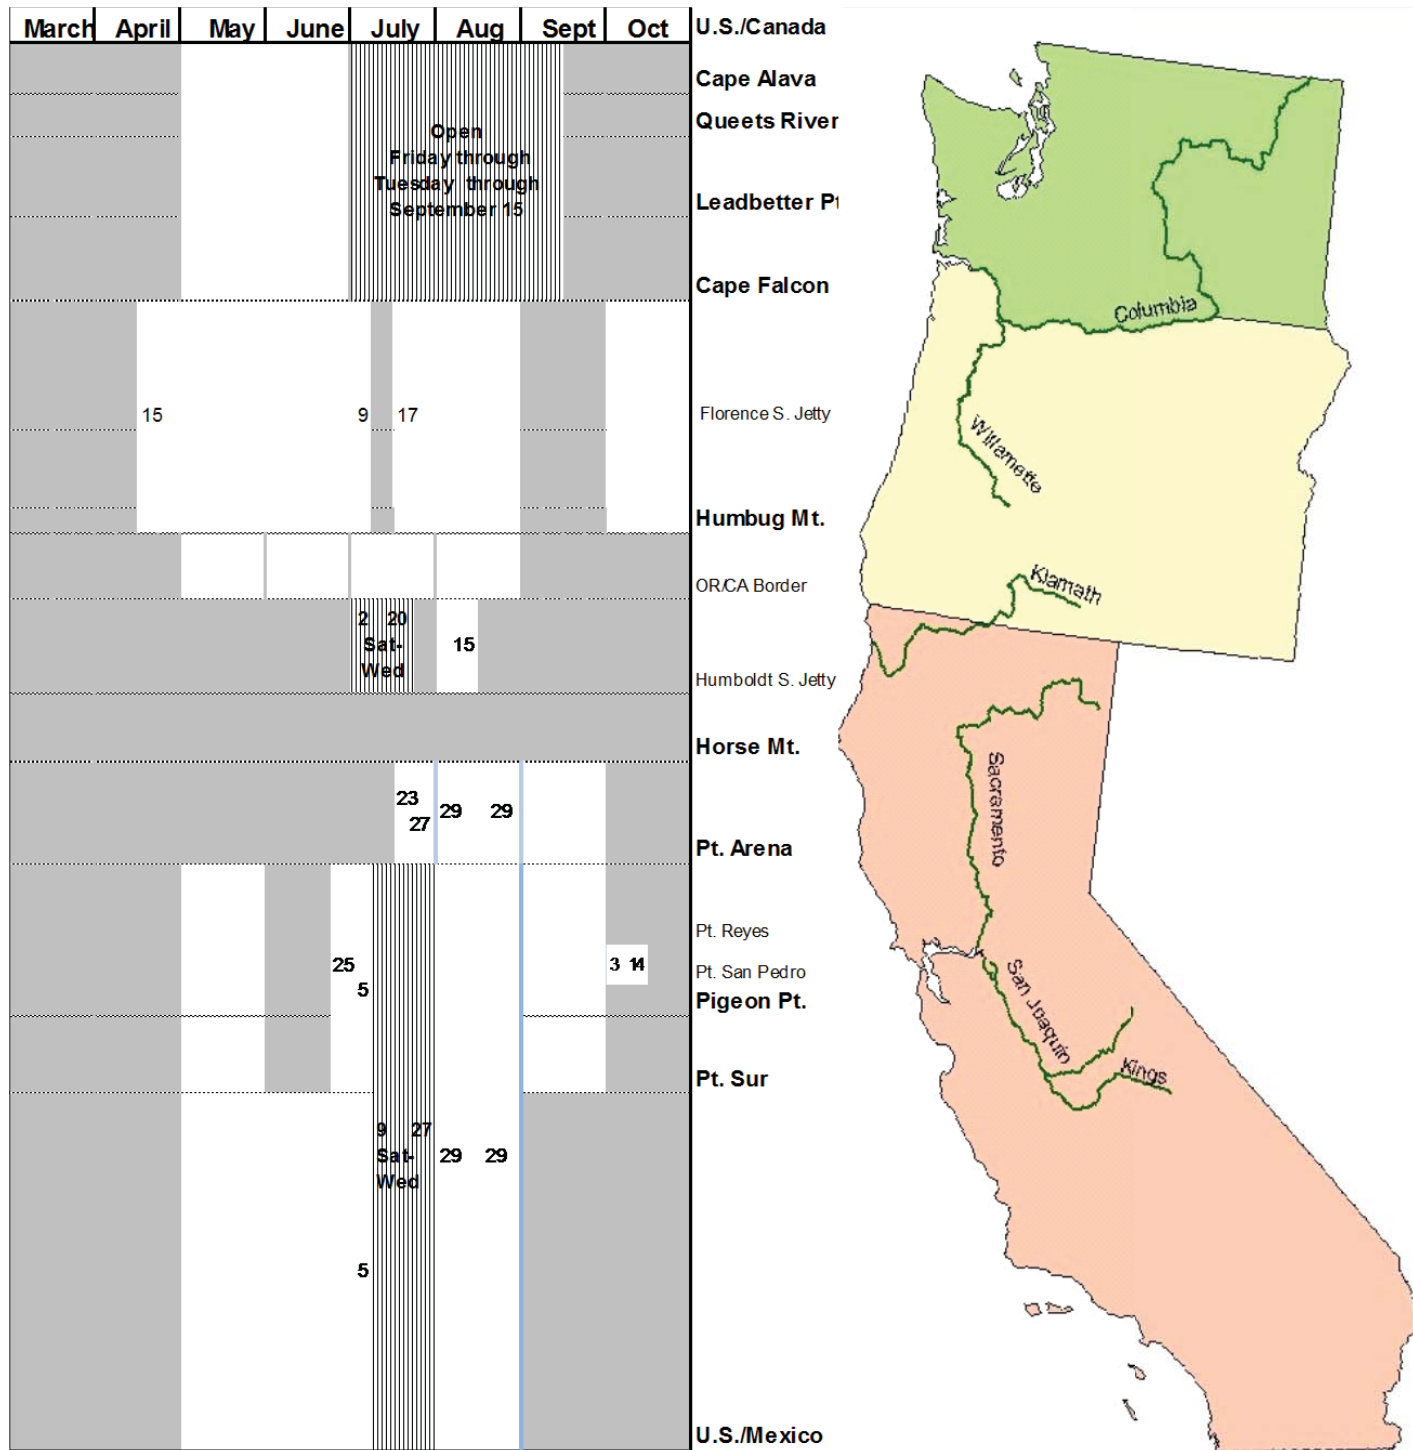 March April May June July Aug Sept Oct
U.S./Canada
Cape Alava
Queets River
Open
Friday through
Tuesday through
September 15
Leadbetter Pt
Cape Falcon
15 9 17
Florence S. Jetty
Humbug Mt.
OR/CA Border
2 20
Sat-
Wed
15
Humboldt S. Jetty
Horse Mt.
23
27
29 29
Pt. Arena
Pt. Reyes
25
5
3 14
Pt. San Pedro
Pigeon Pt.
Pt. Sur
9 27
Sat-
Wed
29 29
5
U.S./Mexico
Columbia
Willamette
Klamath
Sacramento
San Joaquin
Kings